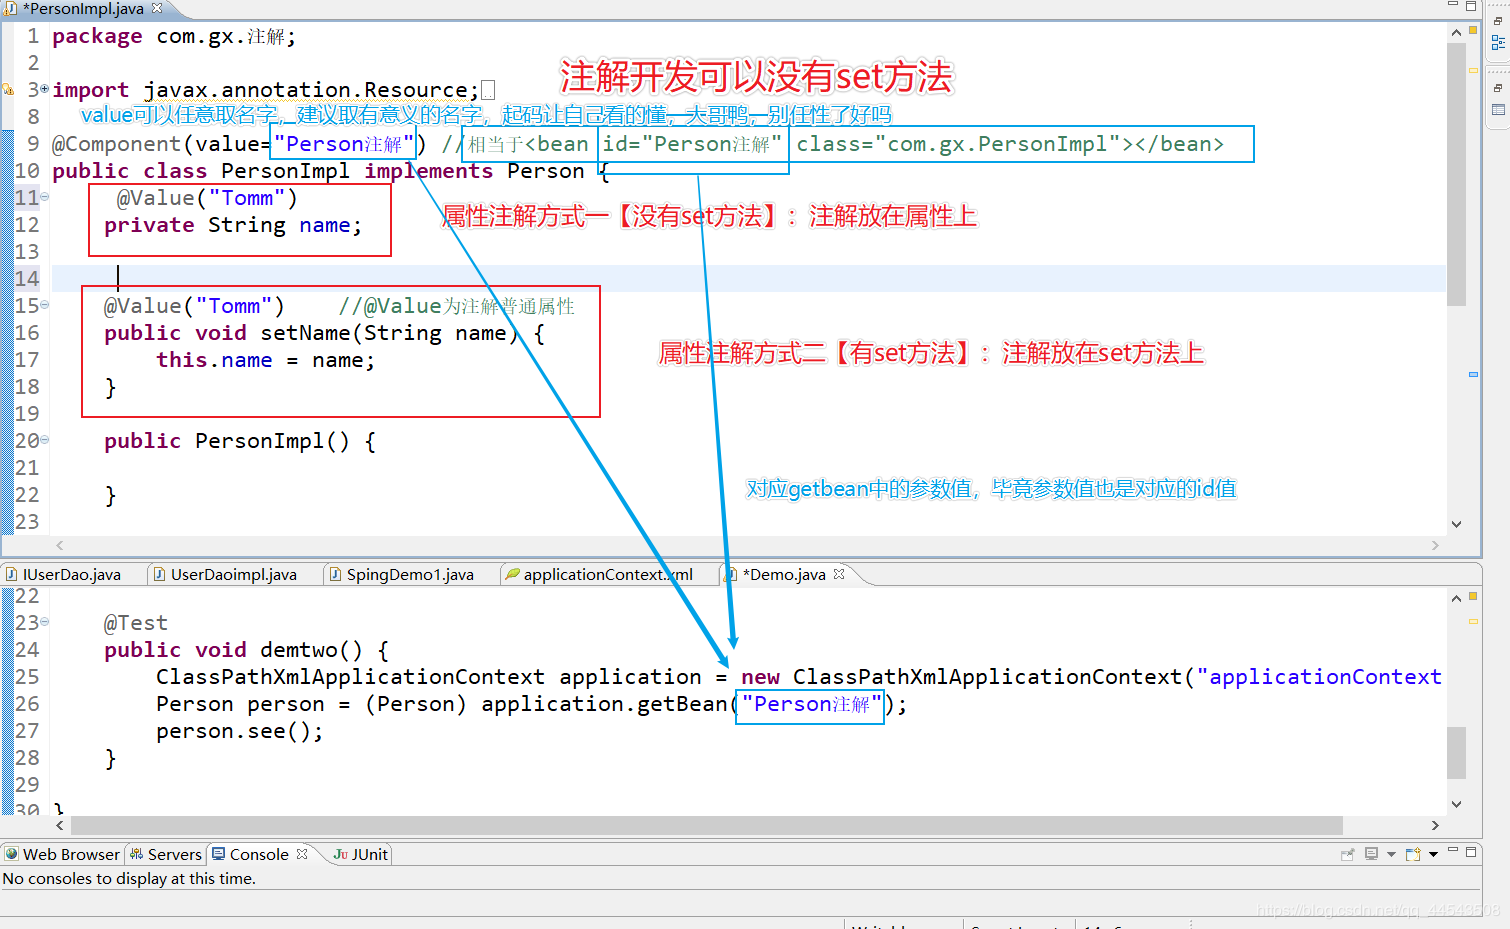 *PersonImpl.java
1 package com.gx.注解;
2
注解开发可以没有set方法
3 import javax.annotation.Resource;
8 value可以任意取名字，建议取有意义的名字，起码让自己看的懂，大哥鸭，别任性了好吗
9 @Component(value="Person注解") //相当于<bean id="Person注解" class="com.gx.PersonImpl"></bean>
10 public class PersonImpl implements Person {
11 @Value("Tomm")
12 private String name;
属性注解方式一【没有set方法】：注解放在属性上
13
14
15 @Value("Tomm") //@Value为注解普通属性
16 public void setName(String name) {
17 this.name = name;
属性注解方式二【有set方法】：注解放在set方法上
18 }
19
20 public PersonImpl() {
21
22 }
对应getbean中的参数值，毕竟参数值也是对应的id值
23
IUserDao.java UserDaoimpl.java SpingDemo1.java applicationContext.xml *Demo.java
22
23 @Test
24 public void demtwo() {
25 ClassPathXmlApplicationContext application = new ClassPathXmlApplicationContext("applicationContext
26 Person person = (Person) application.getBean("Person注解");
27 person.see();
28 }
29
30 }
Web Browser Servers Console JUnit
No consoles to display at this time.
https://blog.csdn.net/qq_44543508